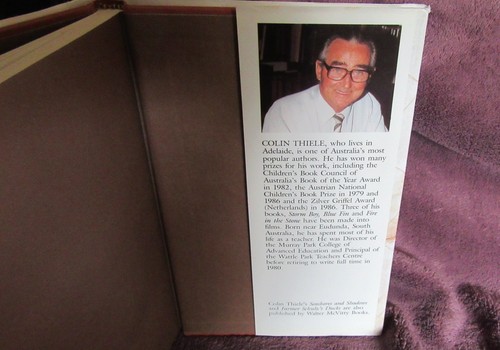 COLIN THIELE, who lives in
Adelaide, is one of Australia's most
popular authors. He has won many
prizes for his work, including the
Children's Book Council of
Australia's Book of the Year Award
in 1982, the Austrian National
Children's Book Prize in 1979 and
1986 and the Zilver Griffel Award
(Netherlands) in 1986. Three of his
books, Storm Boy, Blue Fin and Fire
in the Stone have been made into
films. Born near Eudunda, South
Australia, he has spent most of his
life as a teacher. He was Director of
the Murray Park College of
Advanced Education and Principal of
the Wattle Park Teachers Centre
before retiring to write full time in
1980
Colin Thiele's
and Farmer Schulz's Ducks are also
published by Walter McVitty Books